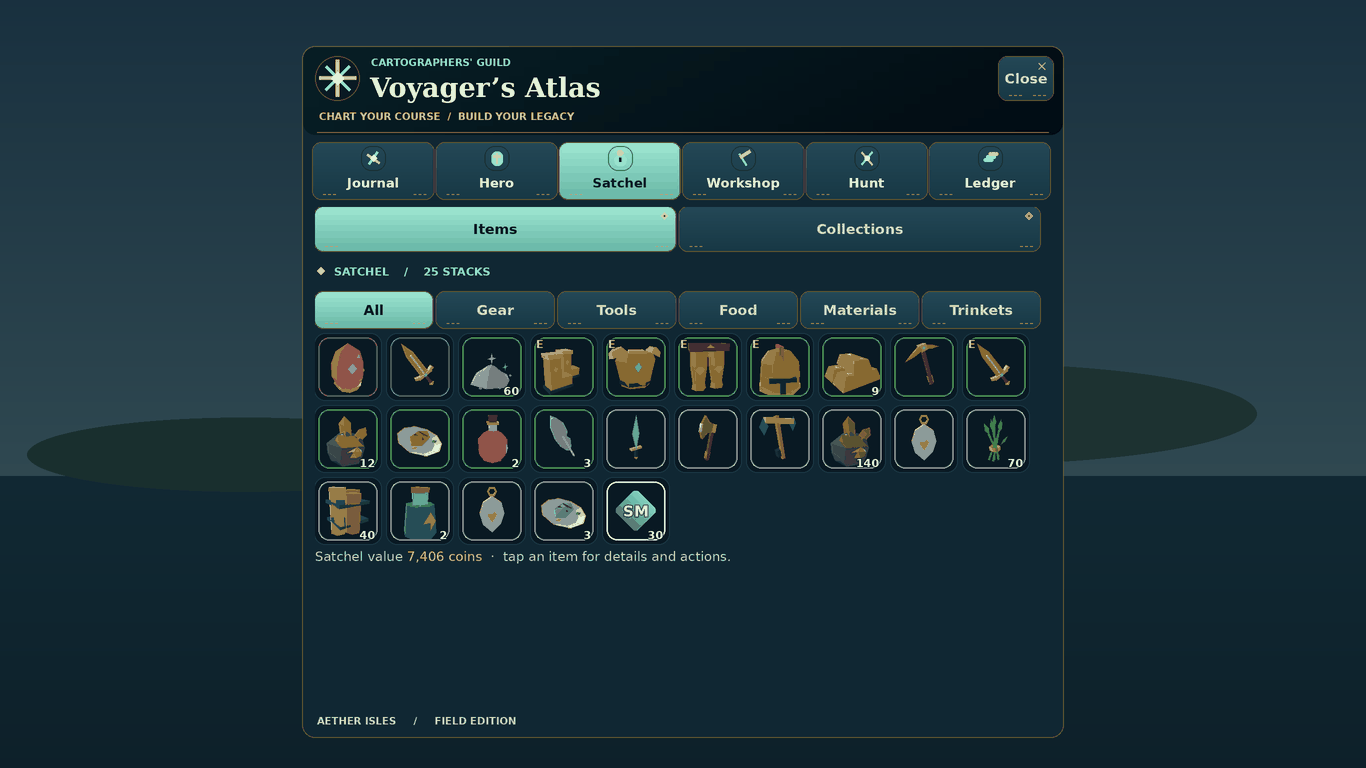 CARTOGRAPHERS' GUILD
Voyager’s Atlas
CHART YOUR COURSE / BUILD YOUR LEGACY
× Close
Journal Hero Satchel Workshop Hunt Ledger
Items Collections
SATCHEL / 25 STACKS
All Gear Tools Food Materials Trinkets
E E E E E
60 9
12 2 3 140 70
40 2 3 SM 30
Satchel value 7,406 coins · tap an item for details and actions.
AETHER ISLES / FIELD EDITION